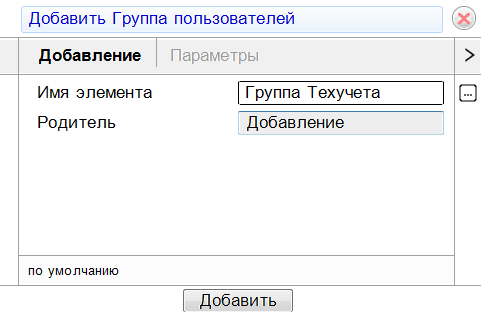 Добавить Группа пользователей
Добавление Параметры
Имя элемента Группа Техучета ...
Родитель Добавление
по умолчанию
Добавить